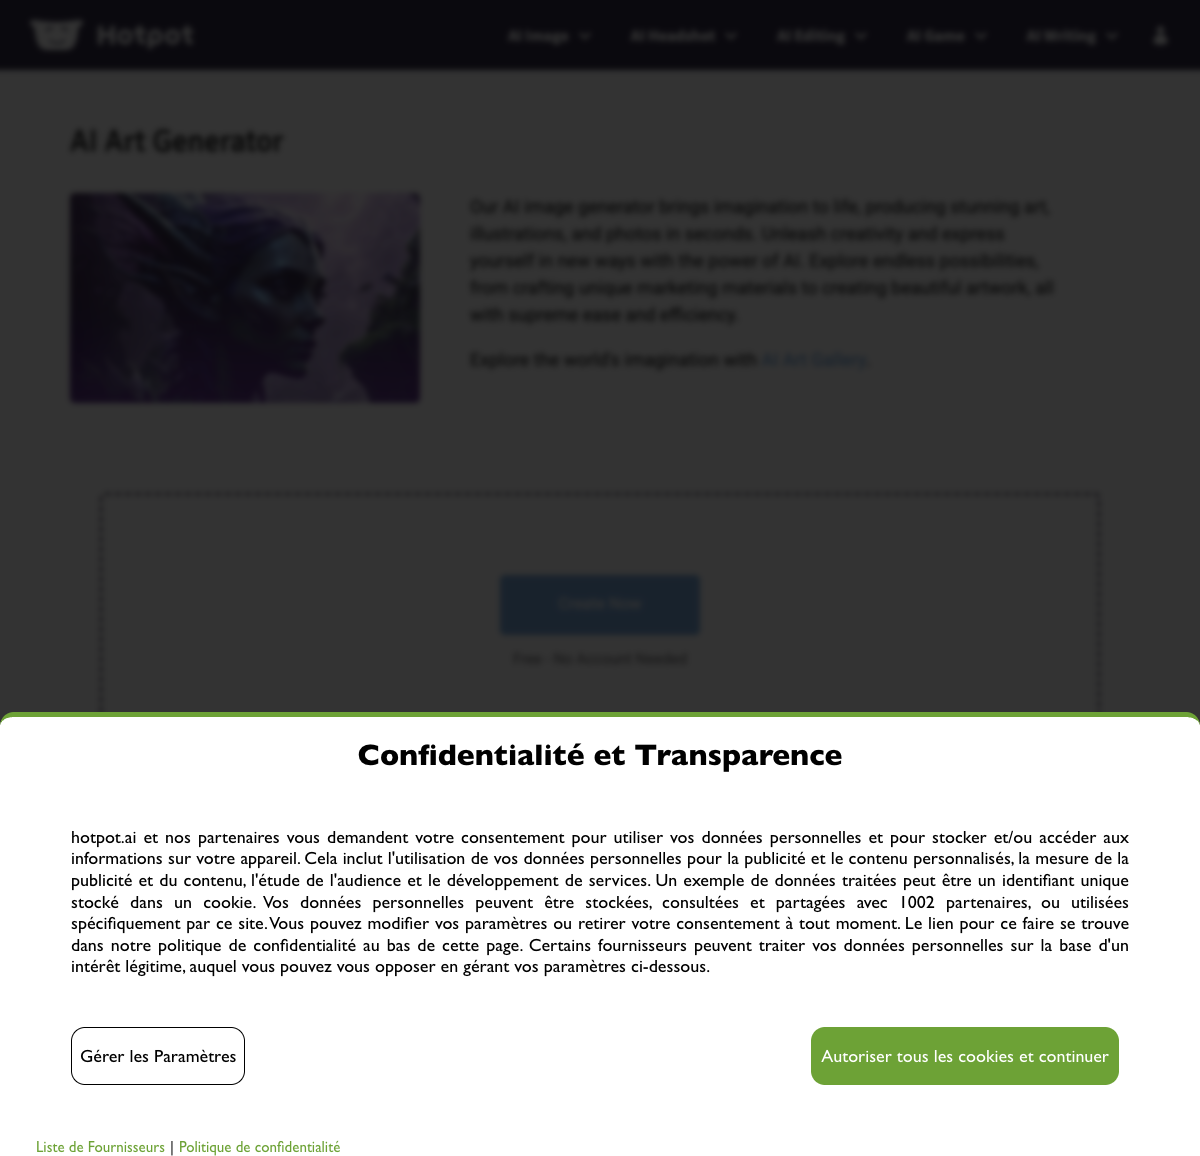 Hotpot
AI Image
AI Headshot
AI Editing
AI Game
AI Writing
AI Art Generator
Our AI image generator brings imagination to life, producing stunning art,
illustrations, and photos in seconds. Unleash creativity and express
yourself in new ways with the power of AI. Explore endless possibilities,
from crafting unique marketing materials to creating beautiful artwork, all
with supreme ease and efficiency.
Explore the world's imagination with AI Art Gallery.
Create Now
Free · No Account Needed
Confidentialité et Transparence
hotpot.ai et nos partenaires vous demandent votre consentement pour utiliser vos données personnelles et pour stocker et/ou accéder aux
informations sur votre appareil. Cela inclut l'utilisation de vos données personnelles pour la publicité et le contenu personnalisés, la mesure de la
publicité et du contenu, l'étude de l'audience et le développement de services. Un exemple de données traitées peut être un identifiant unique
stocké dans un cookie. Vos données personnelles peuvent être stockées, consultées et partagées avec 1002 partenaires, ou utilisées
spécifiquement par ce site. Vous pouvez modifier vos paramètres ou retirer votre consentement à tout moment. Le lien pour ce faire se trouve
dans notre politique de confidentialité au bas de cette page. Certains fournisseurs peuvent traiter vos données personnelles sur la base d'un
intérêt légitime, auquel vous pouvez vous opposer en gérant vos paramètres ci-dessous.
Gérer les Paramètres
Autoriser tous les cookies et continuer
Liste de Fournisseurs | Politique de confidentialité